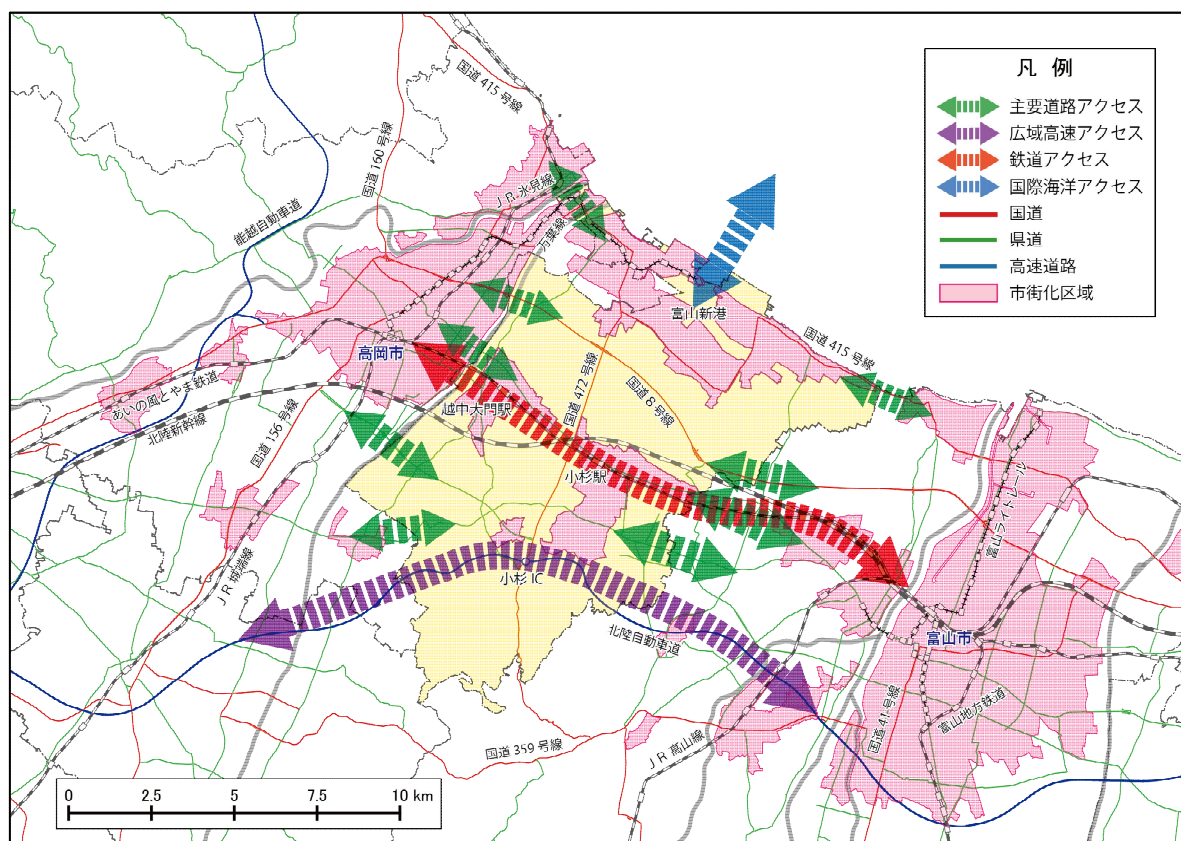 凡 例
主要道路アクセス
広域高速アクセス
鉄道アクセス
国際海洋アクセス
国道
県道
高速道路
市街化区域
国道 415 号線
国道 160 号線
ＪＲ 氷見線
能越自動車道
万葉線
富山新港
国道 415 号線
高岡市
あいの風とやま鉄道
越中大門駅
国道 472 号線
国道 8 号線
北陸新幹線
国道 156 号線
小杉駅
富山ライトレール
ＪＲ 城端線
小杉 IC
北陸自動車道
富山市
国道 41 号線
富山地方鉄道
国道 359 号線
ＪＲ 高山線
0 2.5 5 7.5 10 km